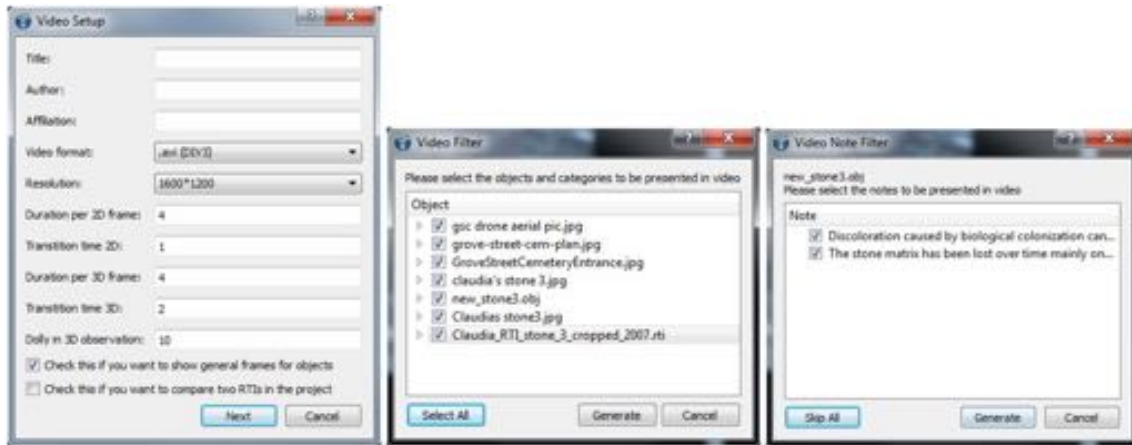 Video Setup
Title:
Author:
Affiliation:
Video format:
.avi (DIV3)
Resolution:
1600*1200
Duration per 2D frame:
4
Transition time 2D:
1
Duration per 3D frame:
4
Transition time 3D:
2
Dolly in 3D observation:
10
Check this if you want to show general frames for objects
Check this if you want to compare two RTIs in the project
Next
Cancel
Video Filter
Please select the objects and categories to be presented in video
Object
gsc drone aerial pic.jpg
grove-street-cem-plan.jpg
GroveStreetCemeteryEntrance.jpg
claudia's stone 3.jpg
new_stone3.obj
Claudias stone3.jpg
Claudia_RTI_stone_3_cropped_2007.rti
Select All
Generate
Cancel
Video Note Filter
new_stone3.obj
Please select the notes to be presented in video
Note
Discoloration caused by biological colonization can...
The stone matrix has been lost over time mainly on...
Skip All
Generate
Cancel